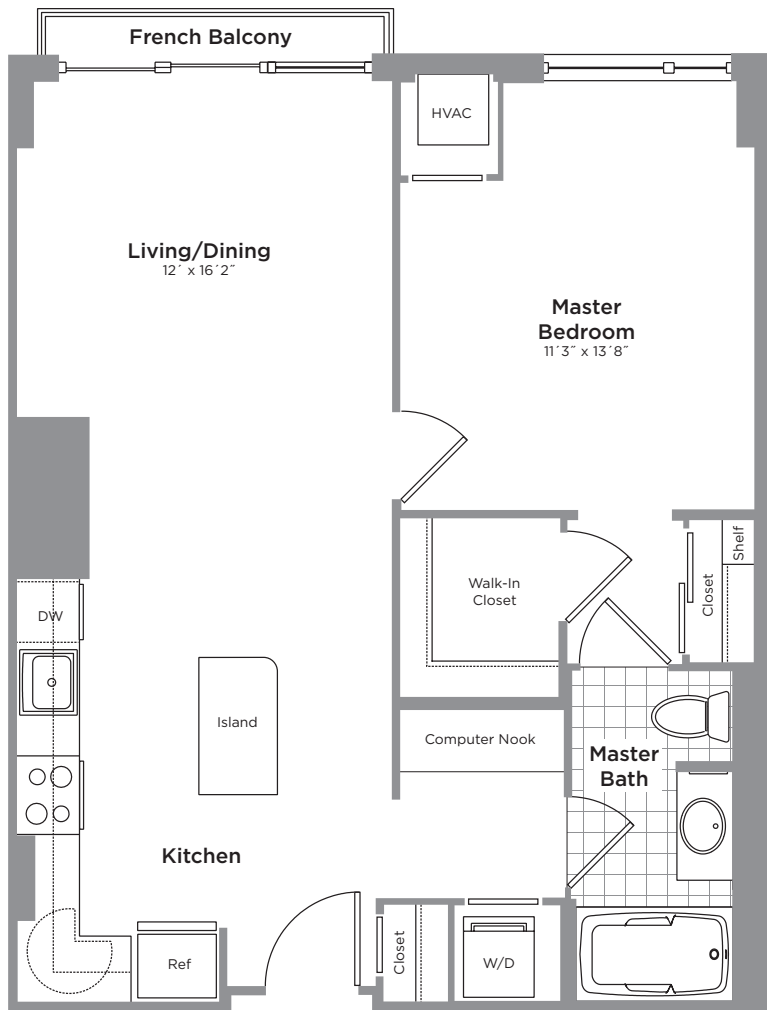 French Balcony
HVAC
Living/Dining
12´ x 16´2˝
Master
Bedroom
11´3˝ x 13´8˝
Walk-In
Closet
Closet
Shelf
DW
Island
Computer Nook
Master
Bath
Kitchen
Ref
Closet
W/D